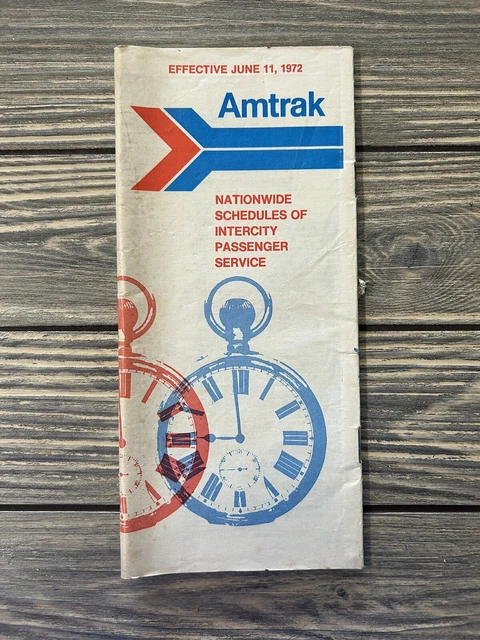 EFFECTIVE JUNE 11, 1972
Amtrak
NATIONWIDE
SCHEDULES OF
INTERCITY
PASSENGER
SERVICE